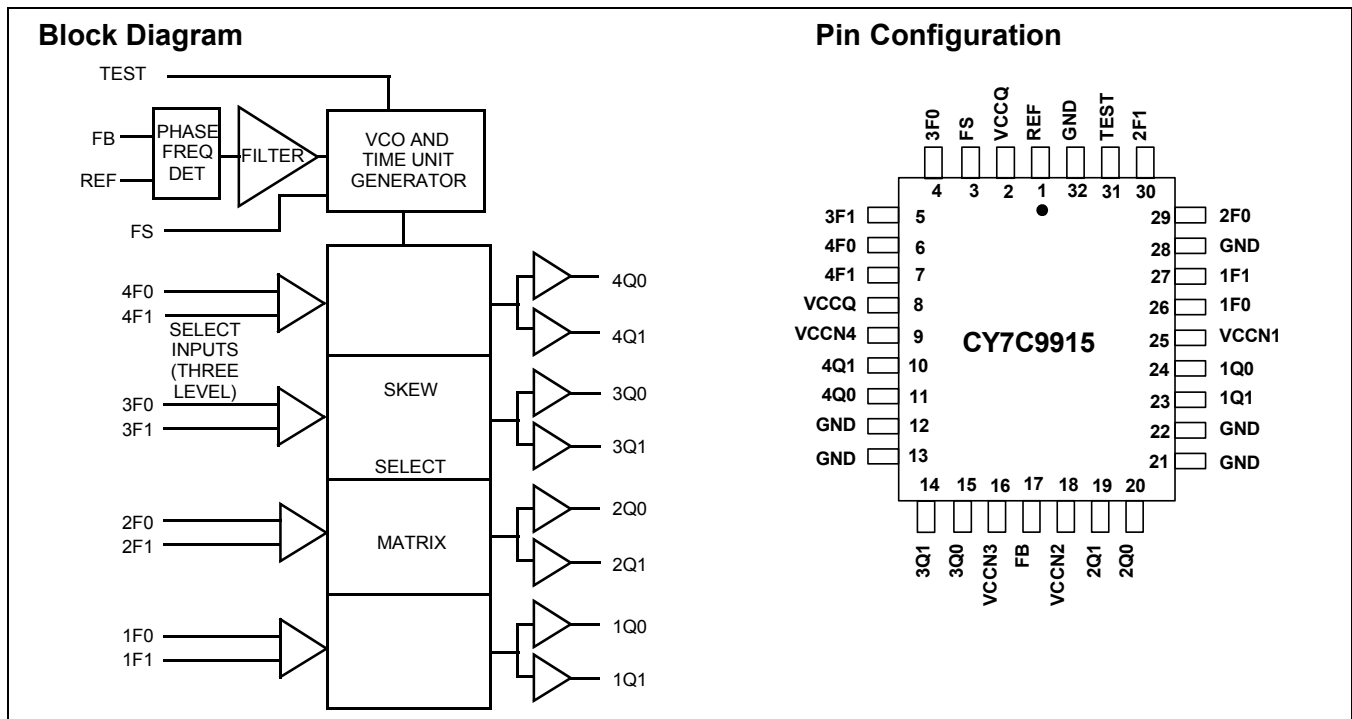 Block Diagram
TEST
FB
REF
PHASE
FREQ
DET
FILTER
VCO AND
TIME UNIT
GENERATOR
FS
4F0
4F1
SELECT
INPUTS
(THREE
LEVEL)
3F0
3F1
2F0
2F1
1F0
1F1
SKEW
SELECT
MATRIX
4Q0
4Q1
3Q0
3Q1
2Q0
2Q1
1Q0
1Q1
Pin Configuration
3F0
FS
VCCQ
REF
GND
TEST
2F1
4
3
2
1
32
31
30
3F1 5
4F0 6
4F1 7
VCCQ 8
VCCN4 9
4Q1 10
4Q0 11
GND 12
GND 13
CY7C9915
29 2F0
28 GND
27 1F1
26 1F0
25 VCCN1
24 1Q0
23 1Q1
22 GND
21 GND
14
15
16
17
18
19
20
3Q1
3Q0
VCCN3
FB
VCCN2
2Q1
2Q0